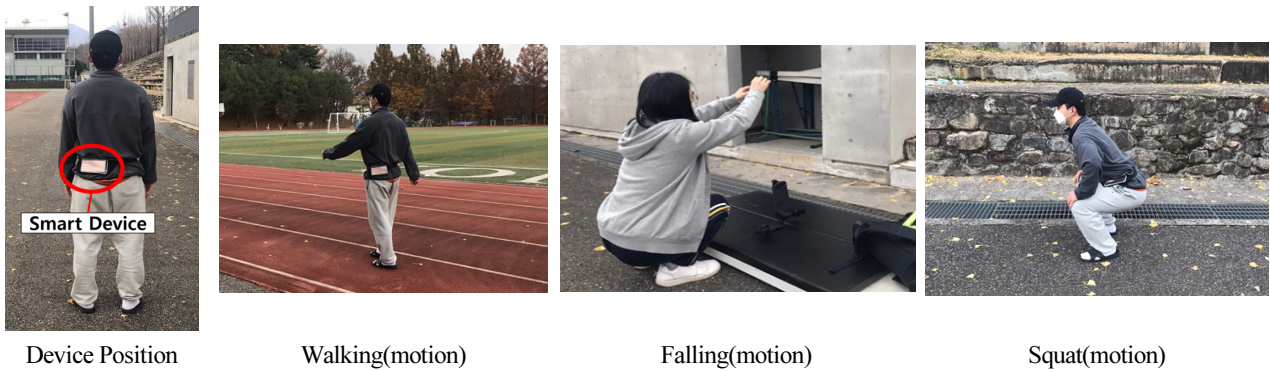 Smart Device
Device Position
Walking(motion)
Falling(motion)
Squat(motion)